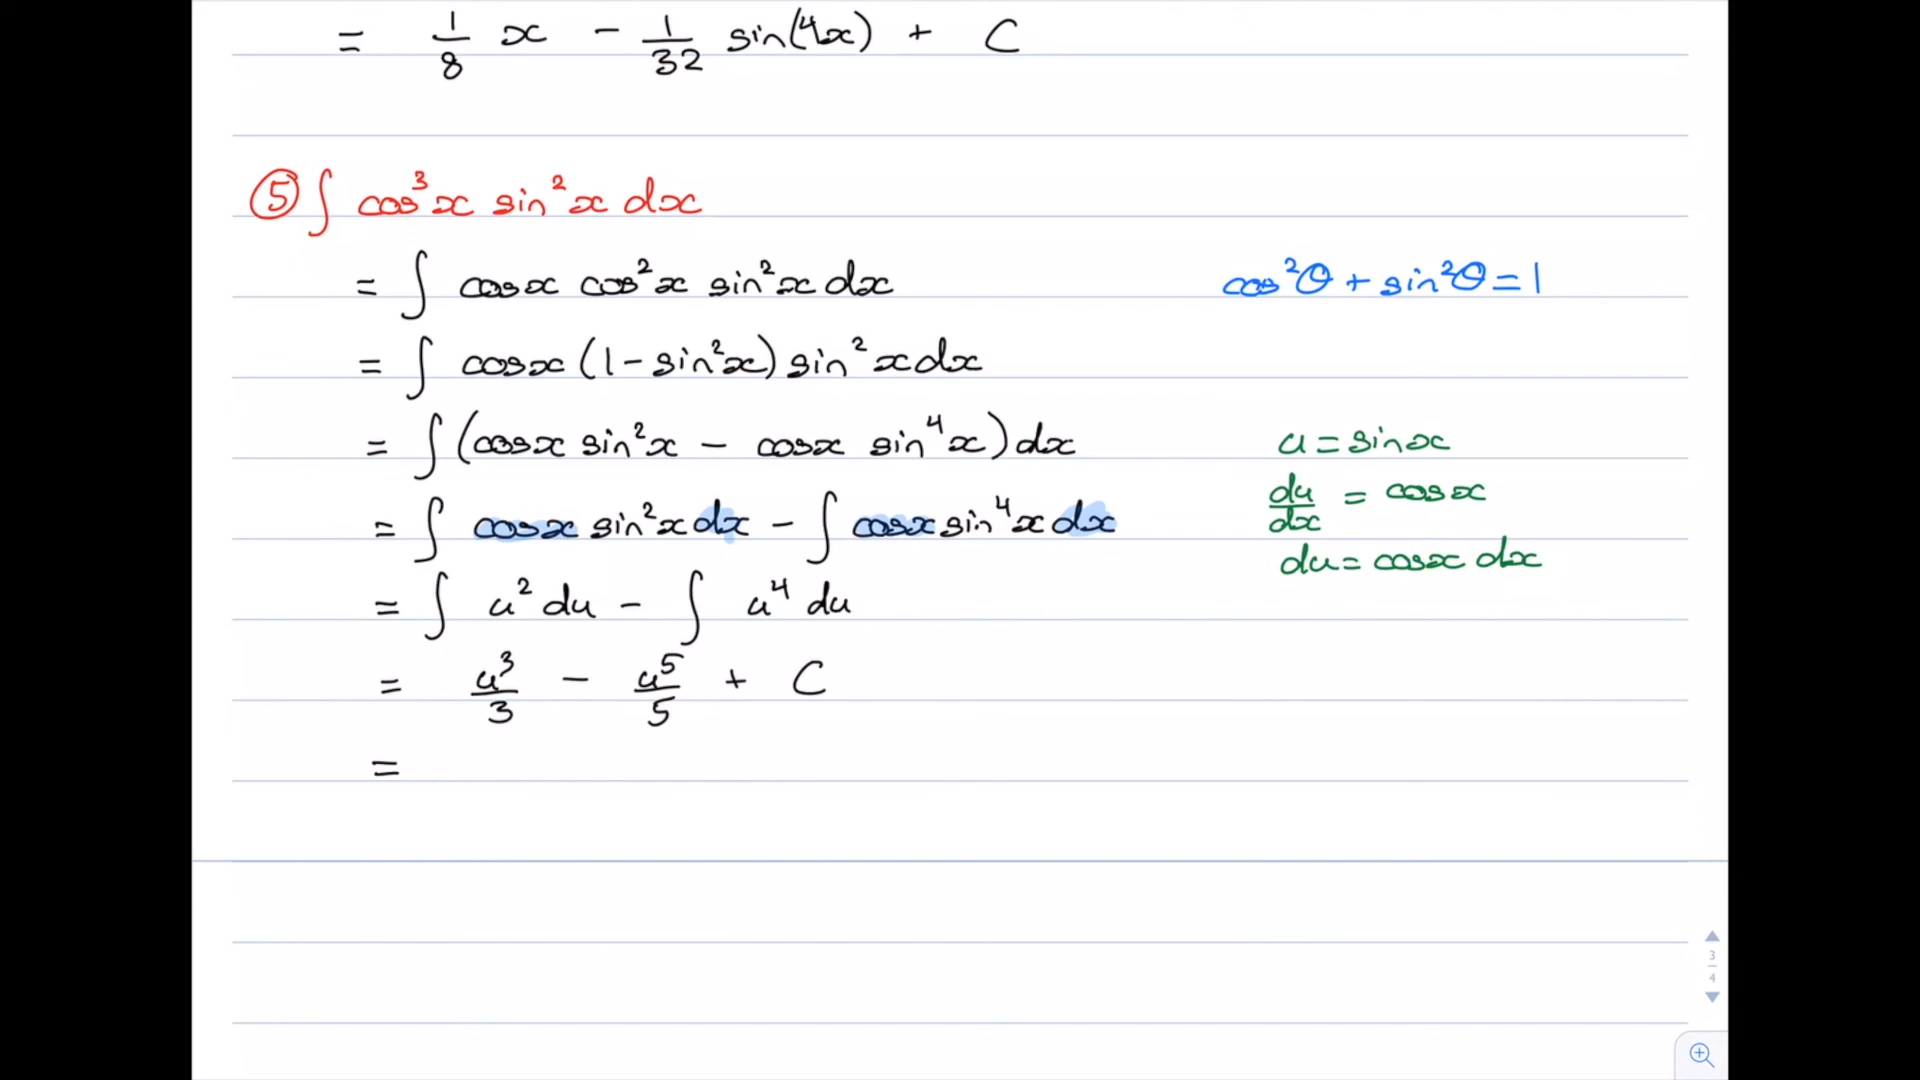 = 1/8 x - 1/32 sin(4x) + C
⑤ ∫ cos³x sin²x dx
= ∫ cosx cos²x sin²x dx
cos²θ + sin²θ = 1
= ∫ cosx (1 - sin²x) sin²x dx
= ∫ (cosx sin²x - cosx sin⁴x) dx
u = sinx
= ∫ cosx sin²x dx - ∫ cosx sin⁴x dx
du/dx = cosx
du = cosx dx
= ∫ u² du - ∫ u⁴ du
= u³/3 - u⁵/5 + C
=
3
4